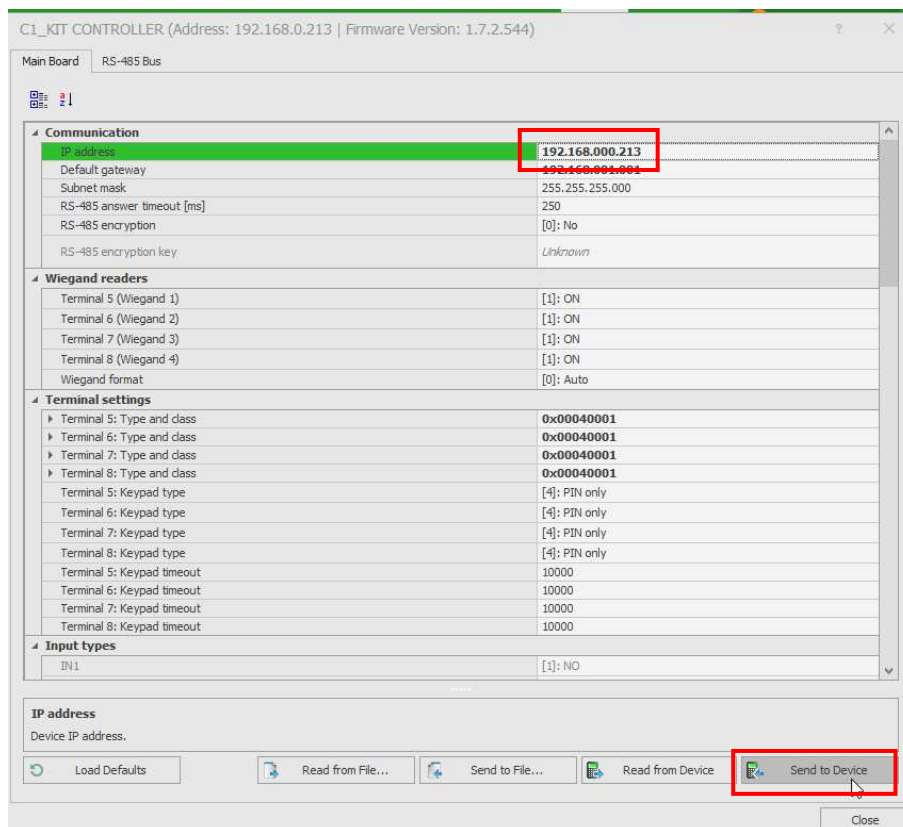 C1_KIT CONTROLLER (Address: 192.168.0.213 | Firmware Version: 1.7.2.544)
Main Board RS-485 Bus
Communication
IP address 192.168.000.213
Default gateway 192.168.001.001
Subnet mask 255.255.255.000
RS-485 answer timeout [ms] 250
RS-485 encryption [0]: No
RS-485 encryption key Unknown
Wiegand readers
Terminal 5 (Wiegand 1) [1]: ON
Terminal 6 (Wiegand 2) [1]: ON
Terminal 7 (Wiegand 3) [1]: ON
Terminal 8 (Wiegand 4) [1]: ON
Wiegand format [0]: Auto
Terminal settings
Terminal 5: Type and class 0x00040001
Terminal 6: Type and class 0x00040001
Terminal 7: Type and class 0x00040001
Terminal 8: Type and class 0x00040001
Terminal 5: Keypad type [4]: PIN only
Terminal 6: Keypad type [4]: PIN only
Terminal 7: Keypad type [4]: PIN only
Terminal 8: Keypad type [4]: PIN only
Terminal 5: Keypad timeout 10000
Terminal 6: Keypad timeout 10000
Terminal 7: Keypad timeout 10000
Terminal 8: Keypad timeout 10000
Input types
IN1 [1]: NO
IP address
Device IP address.
Load Defaults Read from File... Send to File... Read from Device Send to Device
Close